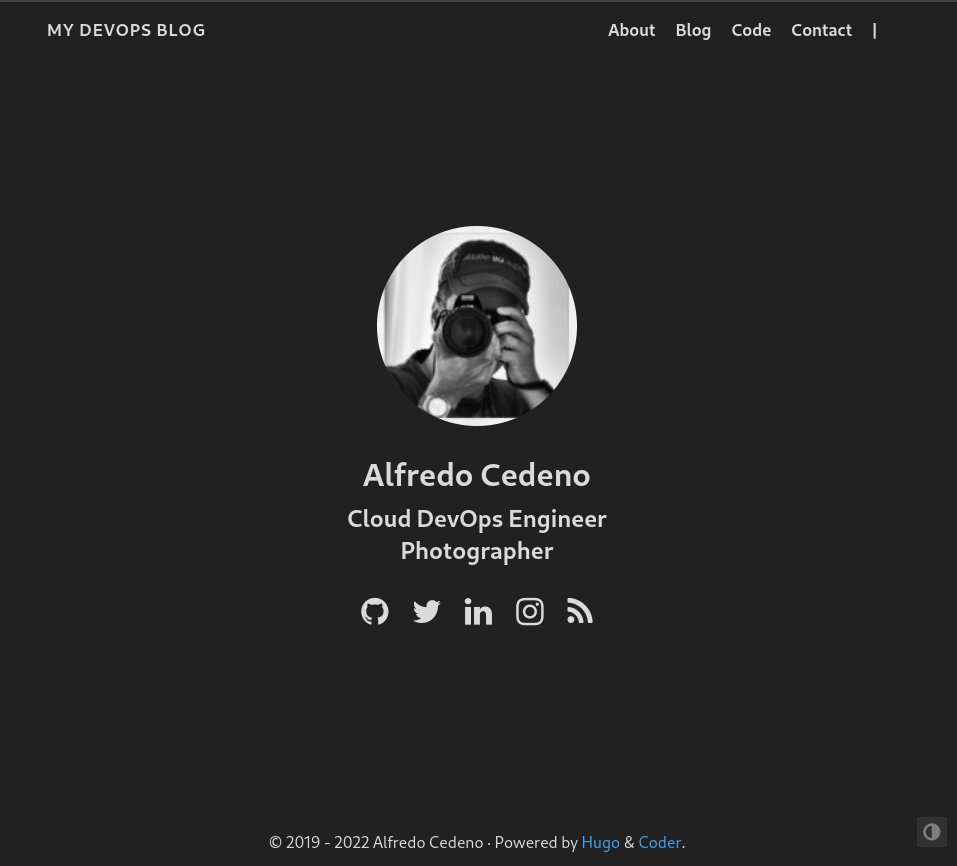 MY DEVOPS BLOG
About Blog Code Contact |
Alfredo Cedeno
Cloud DevOps Engineer
Photographer
© 2019 - 2022 Alfredo Cedeno · Powered by Hugo & Coder.